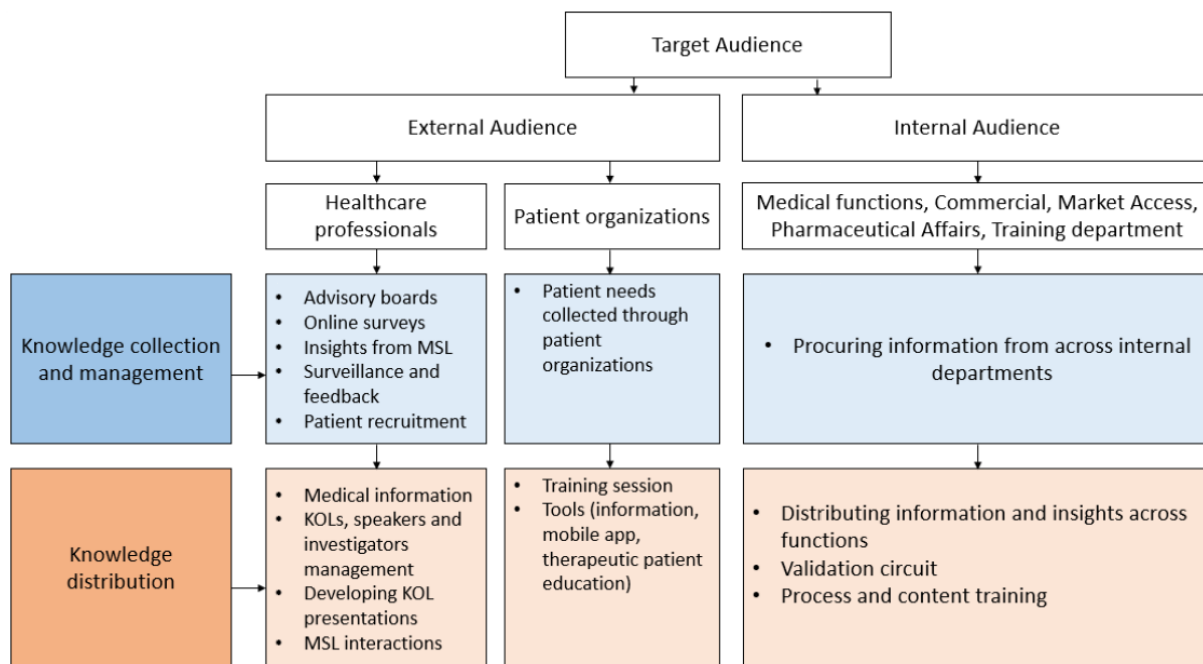 Target Audience
External Audience
Internal Audience
Healthcare
professionals
Patient organizations
Medical functions, Commercial, Market Access,
Pharmaceutical Affairs, Training department
Knowledge collection
and management
• Advisory boards
• Online surveys
• Insights from MSL
• Surveillance and
feedback
• Patient recruitment
• Patient needs
collected through
patient
organizations
• Procuring information from across internal
departments
Knowledge
distribution
• Medical information
• KOLs, speakers and
investigators
management
• Developing KOL
presentations
• MSL interactions
• Training session
• Tools (information,
mobile app,
therapeutic patient
education)
• Distributing information and insights across
functions
• Validation circuit
• Process and content training